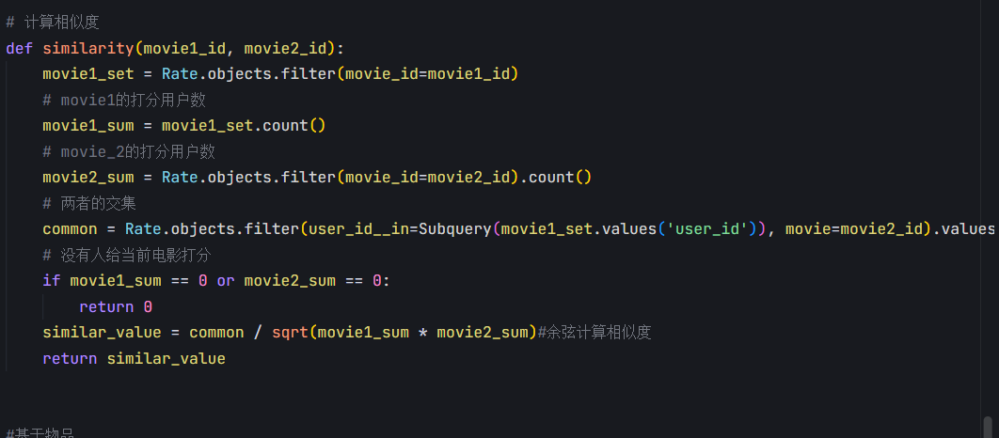 # 计算相似度
def similarity(movie1_id, movie2_id):
    movie1_set = Rate.objects.filter(movie_id=movie1_id)
    # movie1的打分用户数
    movie1_sum = movie1_set.count()
    # movie_2的打分用户数
    movie2_sum = Rate.objects.filter(movie_id=movie2_id).count()
    # 两者的交集
    common = Rate.objects.filter(user_id__in=Subquery(movie1_set.values('user_id')), movie=movie2_id).values
    # 没有人给当前电影打分
    if movie1_sum == 0 or movie2_sum == 0:
        return 0
    similar_value = common / sqrt(movie1_sum * movie2_sum)#余弦计算相似度
    return similar_value
#基于物品